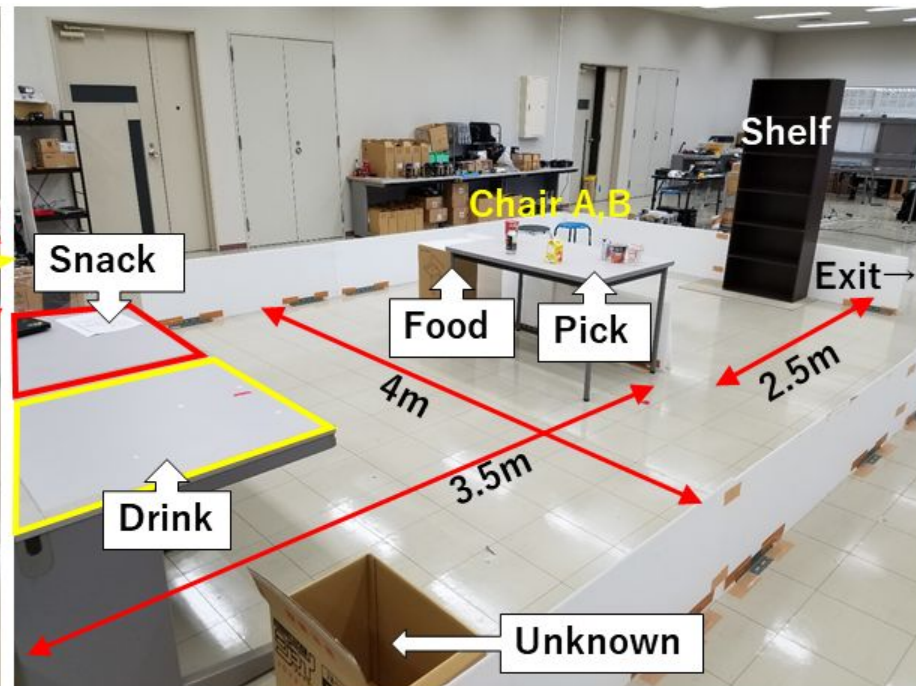 Shelf
Chair A,B
Snack
Exit→
Food
Pick
4m
2.5m
3.5m
Drink
Unknown